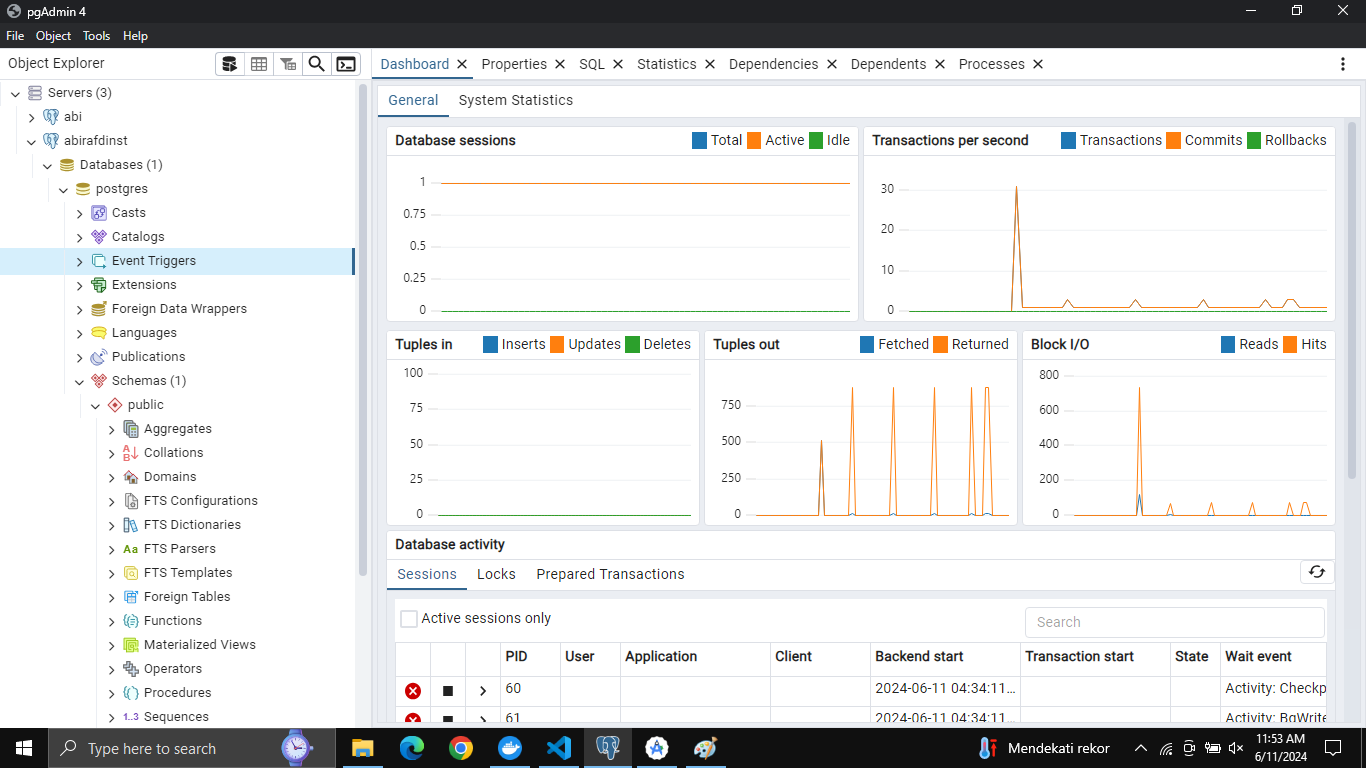 pgAdmin 4
File Object Tools Help
Object Explorer
Dashboard Properties SQL Statistics Dependencies Dependents Processes
Servers (3)
abi
abirafdinst
Databases (1)
postgres
Casts
Catalogs
Event Triggers
Extensions
Foreign Data Wrappers
Languages
Publications
Schemas (1)
public
Aggregates
Collations
Domains
FTS Configurations
FTS Dictionaries
Aa FTS Parsers
FTS Templates
Foreign Tables
Functions
Materialized Views
Operators
Procedures
1..3 Sequences
General System Statistics
Database sessions Total Active Idle
1
0.75
0.5
0.25
0
Transactions per second Transactions Commits Rollbacks
30
20
10
0
Tuples in Inserts Updates Deletes
100
75
50
25
0
Tuples out Fetched Returned
750
500
250
0
Block I/O Reads Hits
800
600
400
200
0
Database activity
Sessions Locks Prepared Transactions
Active sessions only Search
PID User Application Client Backend start Transaction start State Wait event
60 2024-06-11 04:34:11... Activity: Checkp
61 2024-06-11 04:34:11... Activity: BgWrite
Type here to search Mendekati rekor 11:53 AM
6/11/2024